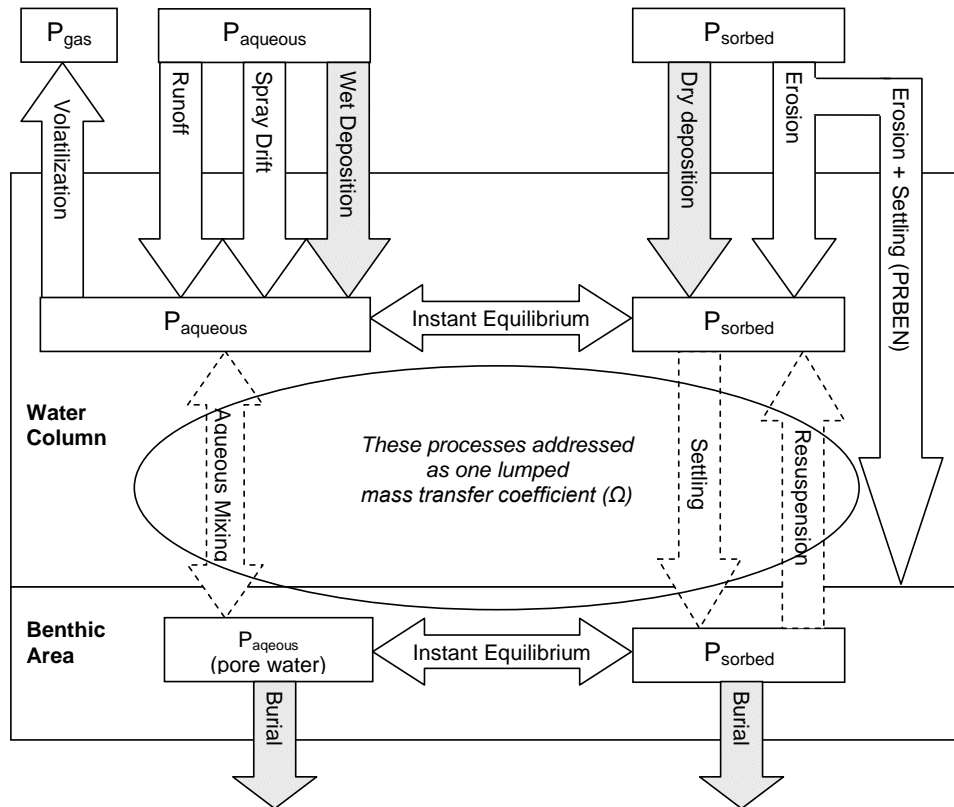 P_gas
P_aqueous
P_sorbed
Volatilization
Runoff
Spray Drift
Wet Deposition
Dry deposition
Erosion
Erosion + Settling (PRBEN)
P_aqueous
Instant Equilibrium
P_sorbed
Water
Column
Aqueous Mixing
These processes addressed
as one lumped
mass transfer coefficient (Ω)
Settling
Resuspension
Benthic
Area
P_aqeous
(pore water)
Instant Equilibrium
P_sorbed
Burial
Burial